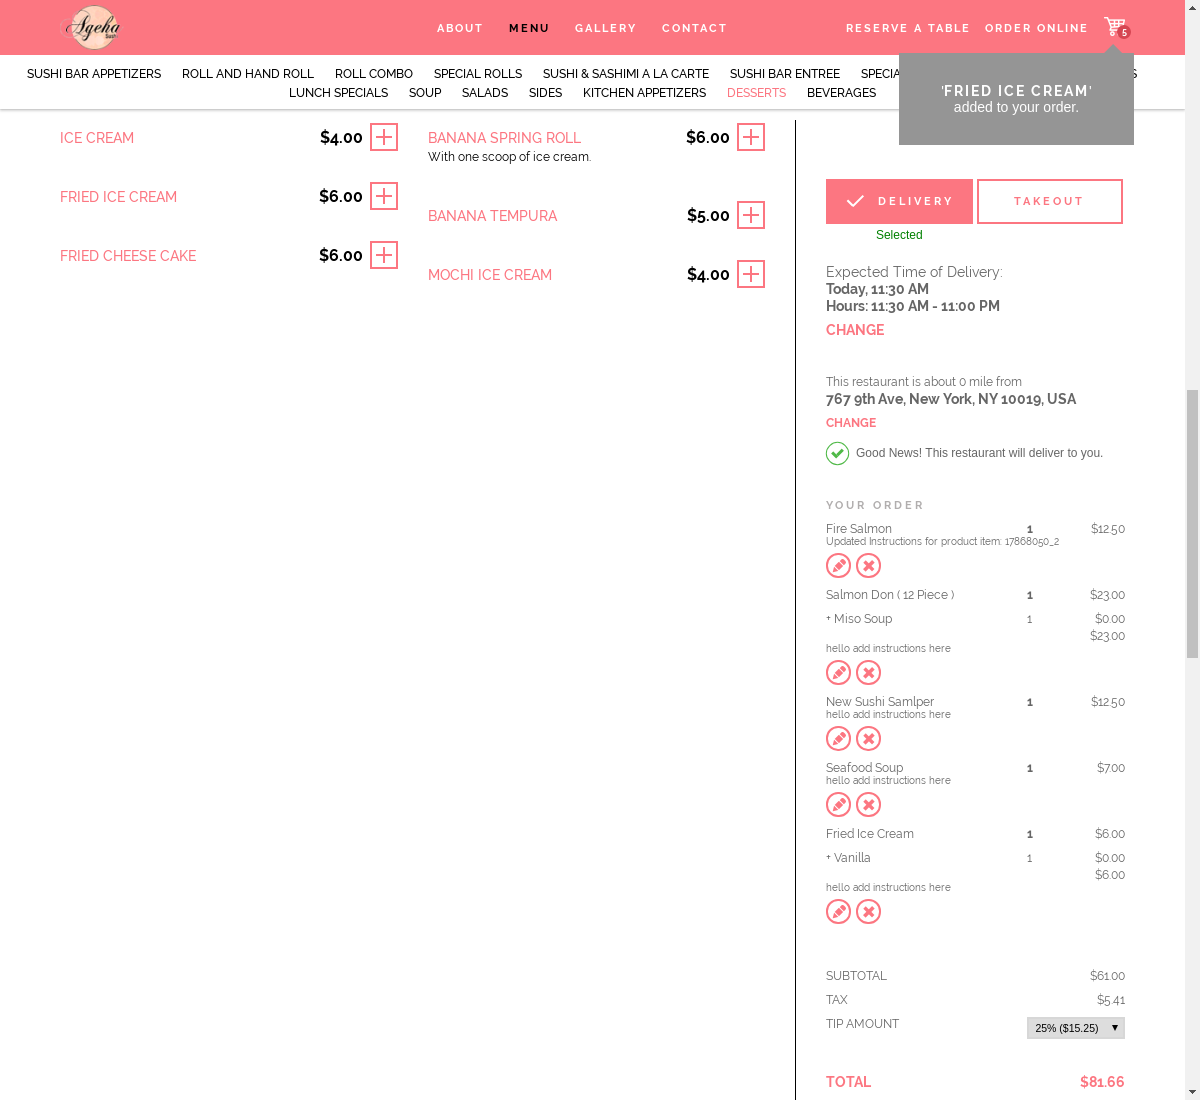 Ageha
ABOUT MENU GALLERY CONTACT RESERVE A TABLE ORDER ONLINE 5
SUSHI BAR APPETIZERS ROLL AND HAND ROLL ROLL COMBO SPECIAL ROLLS SUSHI & SASHIMI A LA CARTE SUSHI BAR ENTREE
LUNCH SPECIALS SOUP SALADS SIDES KITCHEN APPETIZERS DESSERTS BEVERAGES
'FRIED ICE CREAM'
added to your order.
ICE CREAM $4.00
FRIED ICE CREAM $6.00
FRIED CHEESE CAKE $6.00
BANANA SPRING ROLL $6.00
With one scoop of ice cream.
BANANA TEMPURA $5.00
MOCHI ICE CREAM $4.00
DELIVERY TAKEOUT
Selected
Expected Time of Delivery:
Today, 11:30 AM
Hours: 11:30 AM - 11:00 PM
CHANGE
This restaurant is about 0 mile from
767 9th Ave, New York, NY 10019, USA
CHANGE
Good News! This restaurant will deliver to you.
YOUR ORDER
Fire Salmon 1 $12.50
Updated Instructions for product item: 17868050_2
Salmon Don ( 12 Piece ) 1 $23.00
+ Miso Soup 1 $0.00
$23.00
hello add instructions here
New Sushi Samlper 1 $12.50
hello add instructions here
Seafood Soup 1 $7.00
hello add instructions here
Fried Ice Cream 1 $6.00
+ Vanilla 1 $0.00
$6.00
hello add instructions here
SUBTOTAL $61.00
TAX $5.41
TIP AMOUNT 25% ($15.25)
TOTAL $81.66